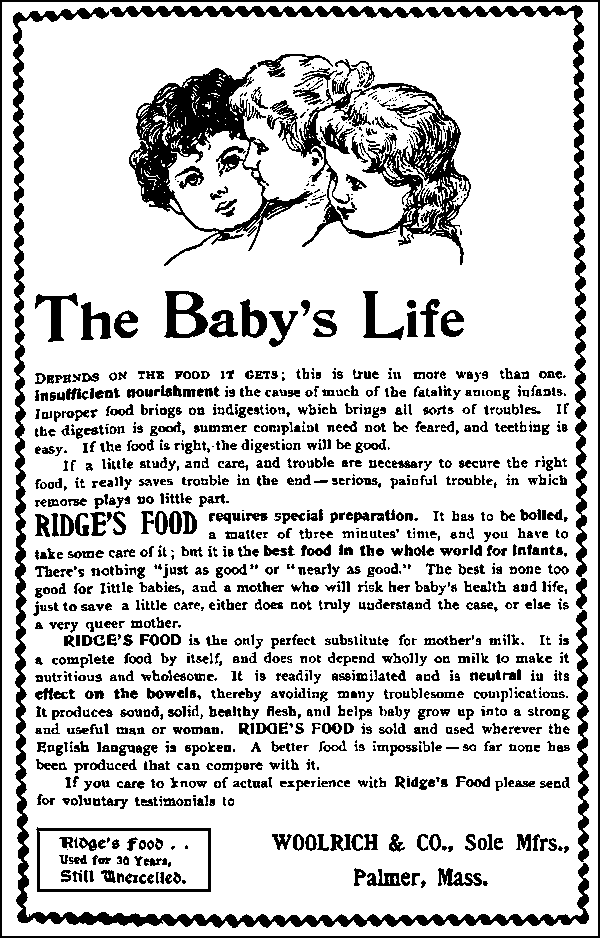 The Baby's Life
DEPENDS ON THE FOOD IT GETS; this is true in more ways than one.
Insufficient nourishment is the cause of much of the fatality among infants.
Improper food brings on indigestion, which brings all sorts of troubles. If
the digestion is good, summer complaint need not be feared, and teething is
easy. If the food is right, the digestion will be good.
If a little study, and care, and trouble are necessary to secure the right
food, it really saves trouble in the end—serious, painful trouble, in which
remorse plays no little part.
RIDGE'S FOOD requires special preparation. It has to be boiled,
a matter of three minutes' time, and you have to
take some care of it; but it is the best food in the whole world for infants.
There's nothing "just as good" or "nearly as good." The best is none too
good for little babies, and a mother who will risk her baby's health and life,
just to save a little care, either does not truly understand the case, or else is
a very queer mother.
RIDGE'S FOOD is the only perfect substitute for mother's milk. It is
a complete food by itself, and does not depend wholly on milk to make it
nutritious and wholesome. It is readily assimilated and is neutral in its
effect on the bowels, thereby avoiding many troublesome complications.
It produces sound, solid, healthy flesh, and helps baby grow up into a strong
and useful man or woman. RIDGE'S FOOD is sold and used wherever the
English language is spoken. A better food is impossible—so far none has
been produced that can compare with it.
If you care to know of actual experience with Ridge's Food please send
for voluntary testimonials to
Ridge's Food . .
Used for 30 Years,
Still Unexcelled.
WOOLRICH & CO., Sole Mfrs.,
Palmer, Mass.